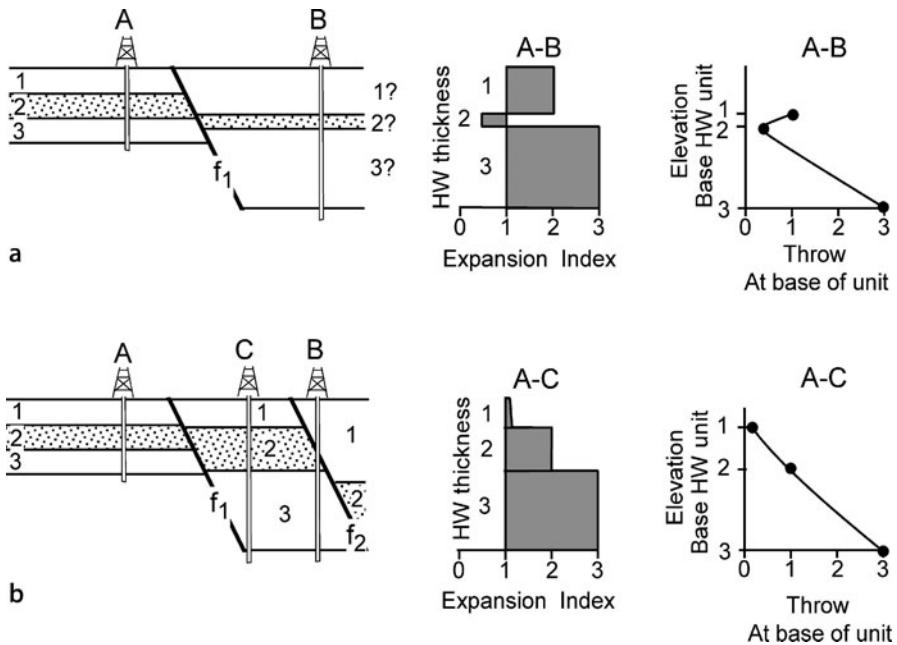 A B
1 1?
2 2?
3 3?
f1
a
A-B
HW thickness
1
2
3
0 1 2 3
Expansion Index
A-B
Elevation
Base HW unit
1
2
3
0 1 2 3
Throw
At base of unit
A C B
1 1 1
2 2 2
3 3
f1 f2
b
A-C
HW thickness
1
2
3
0 1 2 3
Expansion Index
A-C
Elevation
Base HW unit
1
2
3
0 1 2 3
Throw
At base of unit